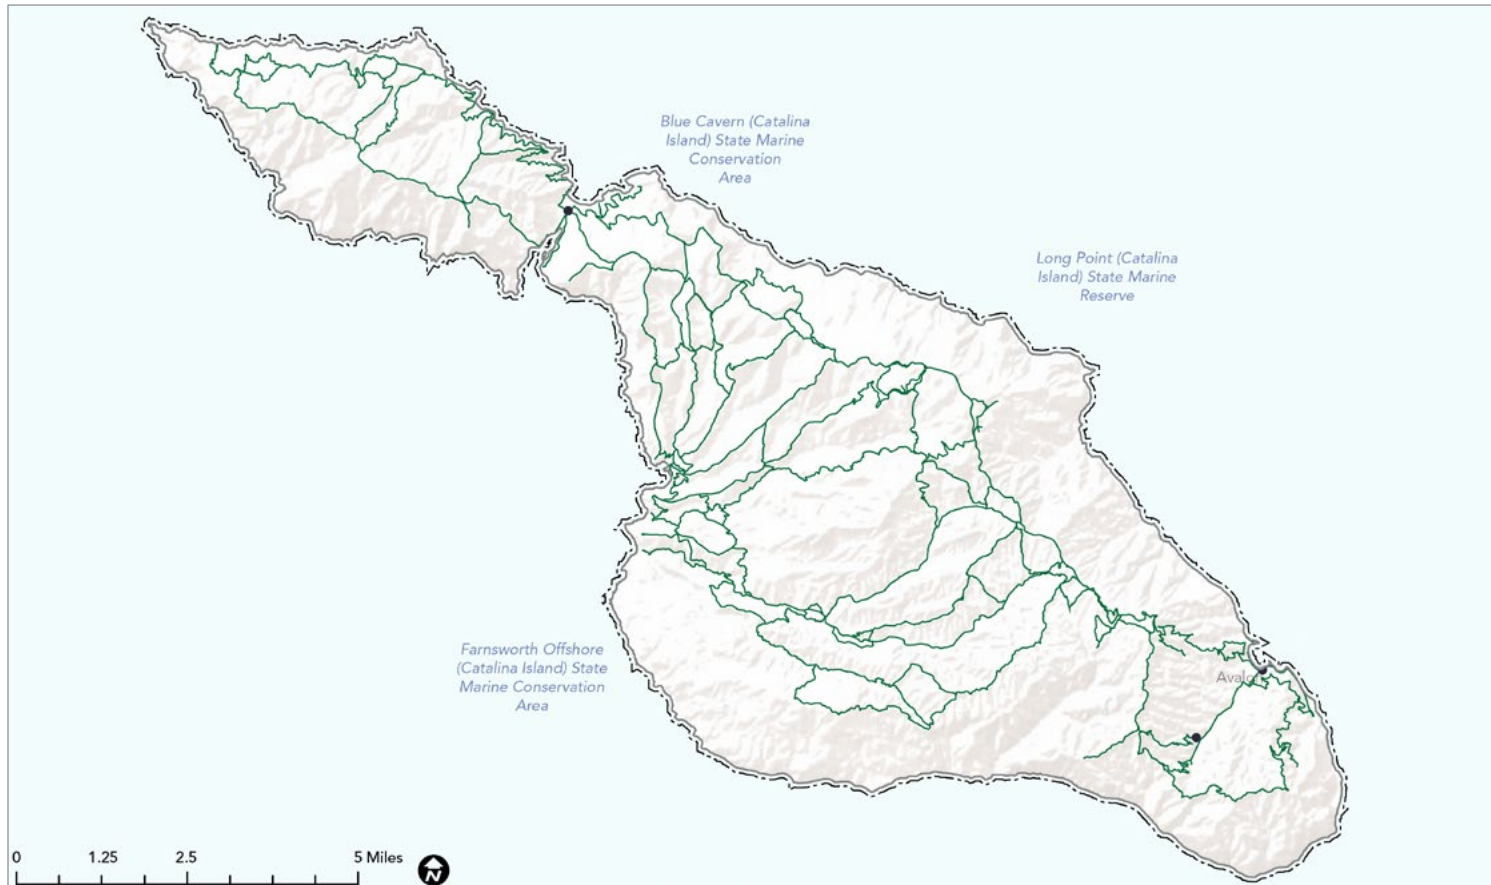 Blue Cavern (Catalina
Island) State Marine
Conservation
Area
Long Point (Catalina
Island) State Marine
Reserve
Farnsworth Offshore
(Catalina Island) State
Marine Conservation
Area
Avalon
0 1.25 2.5 5 Miles
N